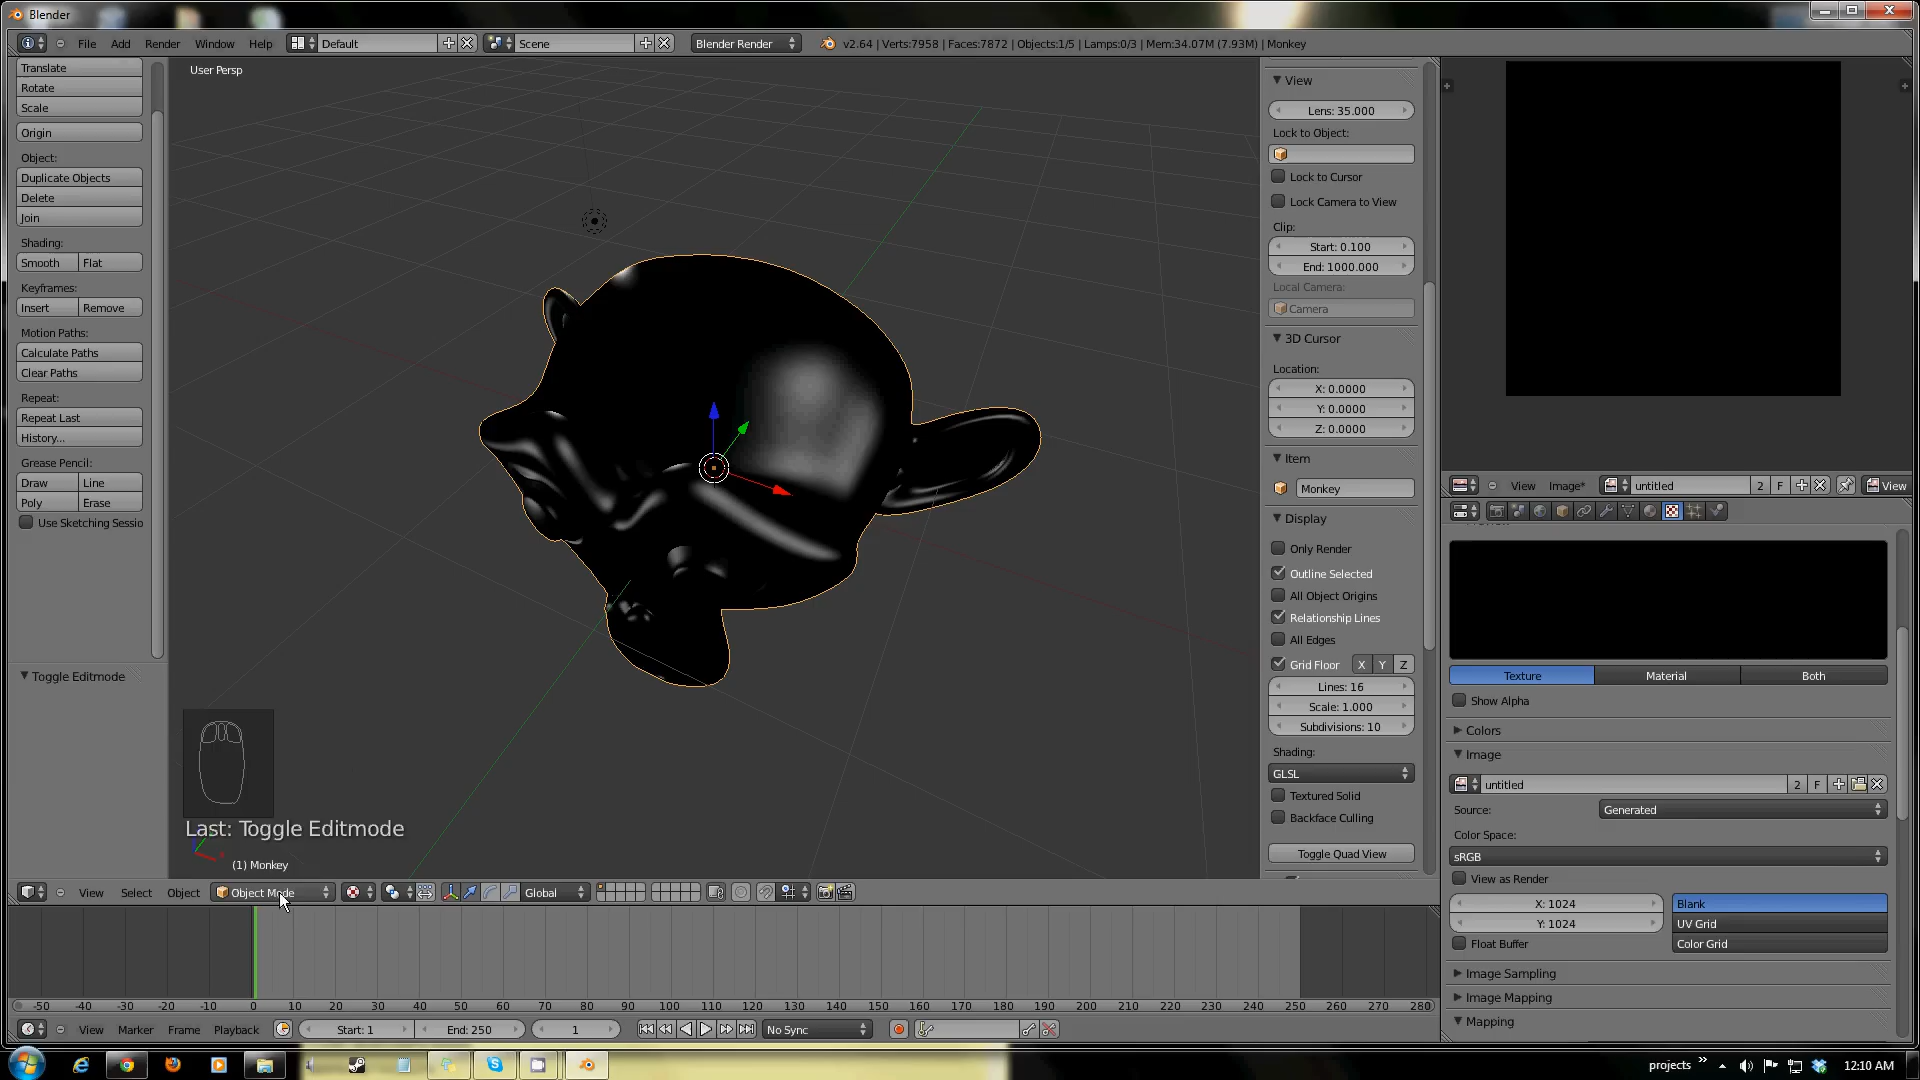 Blender
File Add Render Window Help Default Scene Blender Render v2.64 | Verts:7958 | Faces:7872 | Objects:1/5 | Lamps:0/3 | Mem:34.07M (7.93M) | Monkey
Translate
Rotate
Scale
Origin
Object:
Duplicate Objects
Delete
Join
Shading:
Smooth Flat
Keyframes:
Insert Remove
Motion Paths:
Calculate Paths
Clear Paths
Repeat:
Repeat Last
History...
Grease Pencil:
Draw Line
Poly Erase
Use Sketching Sessio
Toggle Editmode
User Persp
Last: Toggle Editmode
(1) Monkey
View Select Object Object Mode Global
View
Lens: 35.000
Lock to Object:
Lock to Cursor
Lock Camera to View
Clip:
Start: 0.100
End: 1000.000
Local Camera:
Camera
3D Cursor
Location:
X: 0.0000
Y: 0.0000
Z: 0.0000
Item
Monkey
Display
Only Render
Outline Selected
All Object Origins
Relationship Lines
All Edges
Grid Floor X Y Z
Lines: 16
Scale: 1.000
Subdivisions: 10
Shading:
GLSL
Textured Solid
Backface Culling
Toggle Quad View
View Image* untitled 2 F View
Texture Material Both
Show Alpha
Colors
Image
untitled 2 F
Source: Generated
Color Space:
sRGB
View as Render
X: 1024 Blank
Y: 1024 UV Grid
Float Buffer Color Grid
Image Sampling
Image Mapping
Mapping
-50 -40 -30 -20 -10 0 10 20 30 40 50 60 70 80 90 100 110 120 130 140 150 160 170 180 190 200 210 220 230 240 250 260 270 280
View Marker Frame Playback Start: 1 End: 250 1 No Sync
projects 12:10 AM